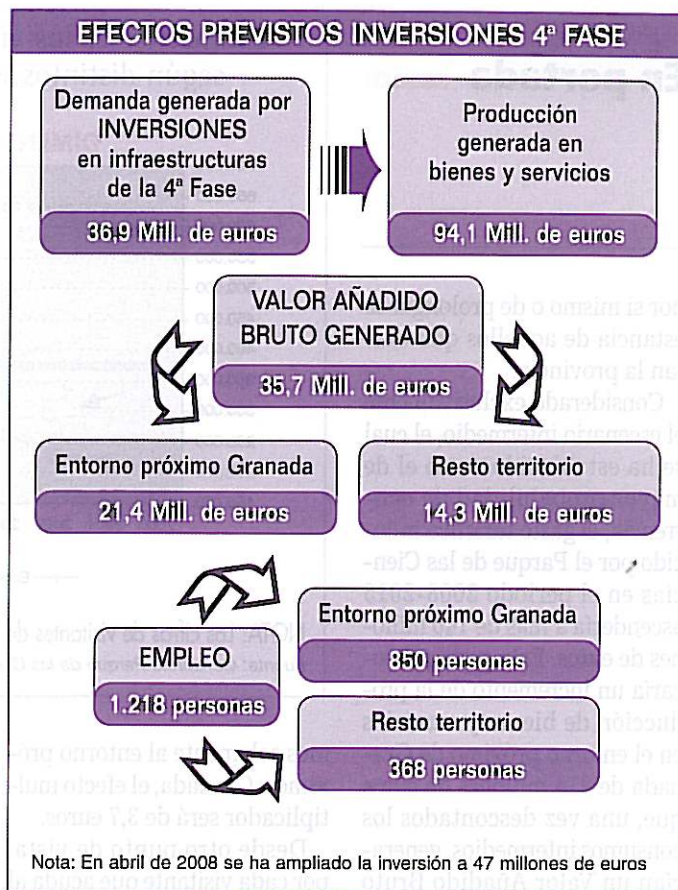 EFECTOS PREVISTOS INVERSIONES 4ª FASE
Demanda generada por
INVERSIONES
en infraestructuras
de la 4ª Fase
36,9 Mill. de euros
Producción
generada en
bienes y servicios
94,1 Mill. de euros
VALOR AÑADIDO
BRUTO GENERADO
35,7 Mill. de euros
Entorno próximo Granada
21,4 Mill. de euros
Resto territorio
14,3 Mill. de euros
EMPLEO
1.218 personas
Entorno próximo Granada
850 personas
Resto territorio
368 personas
Nota: En abril de 2008 se ha ampliado la inversión a 47 millones de euros